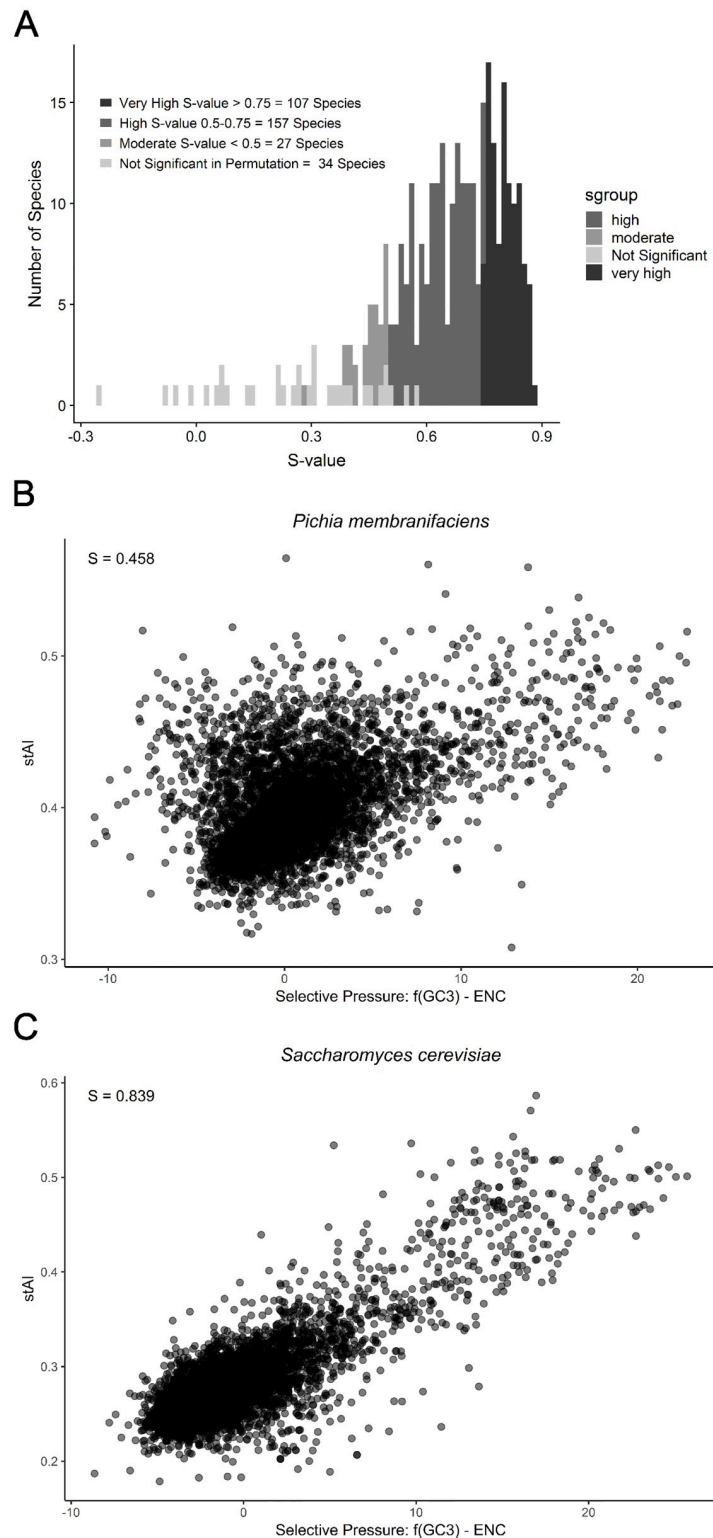 A
Very High S-value > 0.75 = 107 Species
High S-value 0.5-0.75 = 157 Species
Moderate S-value < 0.5 = 27 Species
Not Significant in Permutation = 34 Species
Number of Species
15
10
5
0
-0.3 0.0 0.3 0.6 0.9
S-value
sgroup
high
moderate
Not Significant
very high
B
Pichia membranifaciens
S = 0.458
stAI
0.5
0.4
0.3
-10 0 10 20
Selective Pressure: f(GC3) - ENC
C
Saccharomyces cerevisiae
S = 0.839
stAI
0.6
0.5
0.4
0.3
0.2
-10 0 10 20
Selective Pressure: f(GC3) - ENC